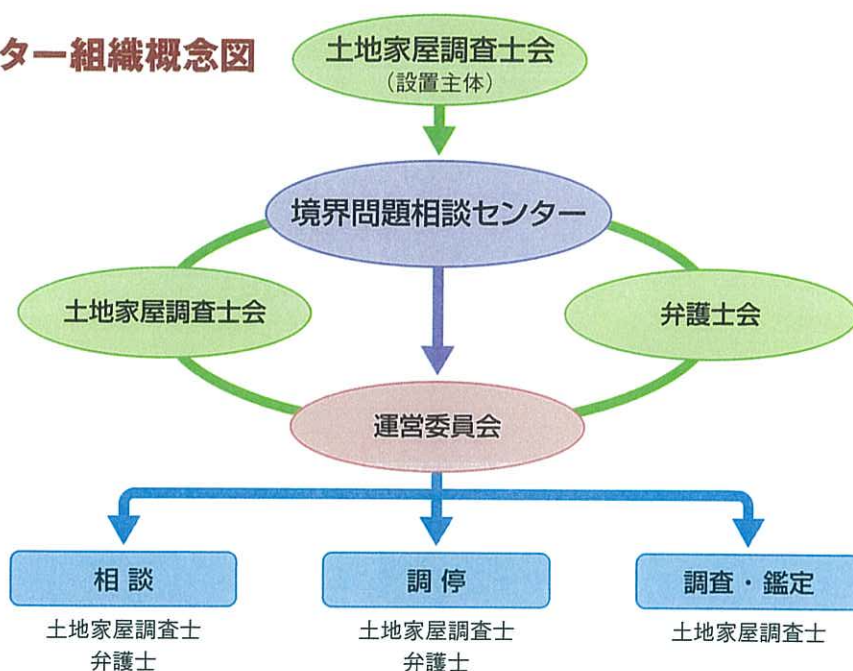 ター組織概念図
土地家屋調査士会
（設置主体）
境界問題相談センター
土地家屋調査士会
弁護士会
運営委員会
相談
調停
調査・鑑定
土地家屋調査士
弁護士
土地家屋調査士
弁護士
土地家屋調査士